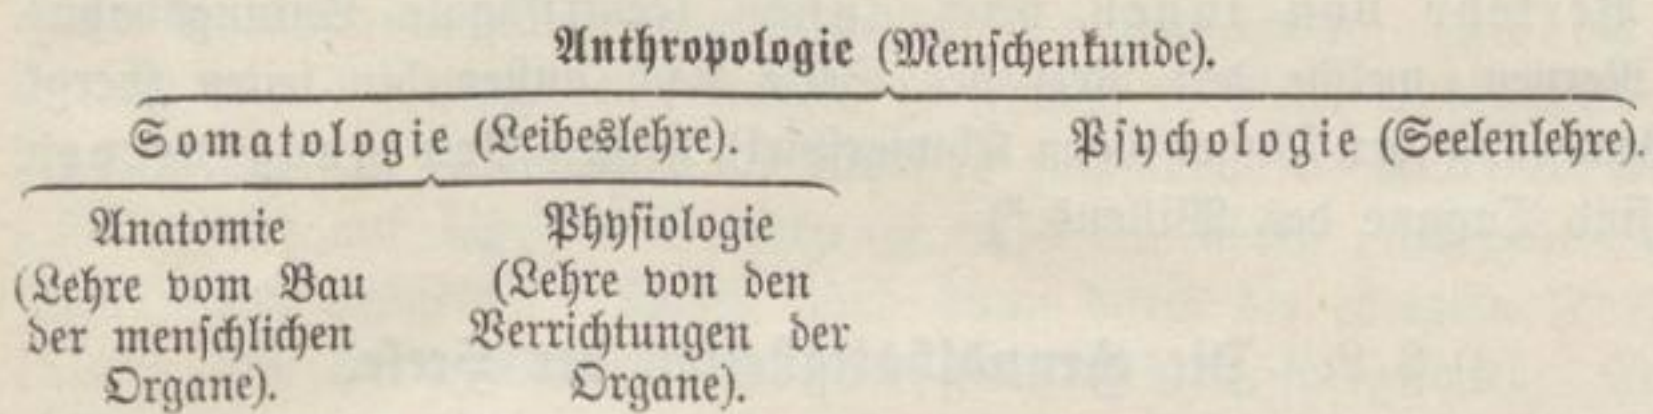 Anthropologie (Menſchenkunde).
Somatologie (Leibeslehre).
Pſychologie (Seelenlehre).
Anatomie
(Lehre vom Bau
der menſchlichen
Organe).
Phyſiologie
(Lehre von den
Verrichtungen der
Organe).